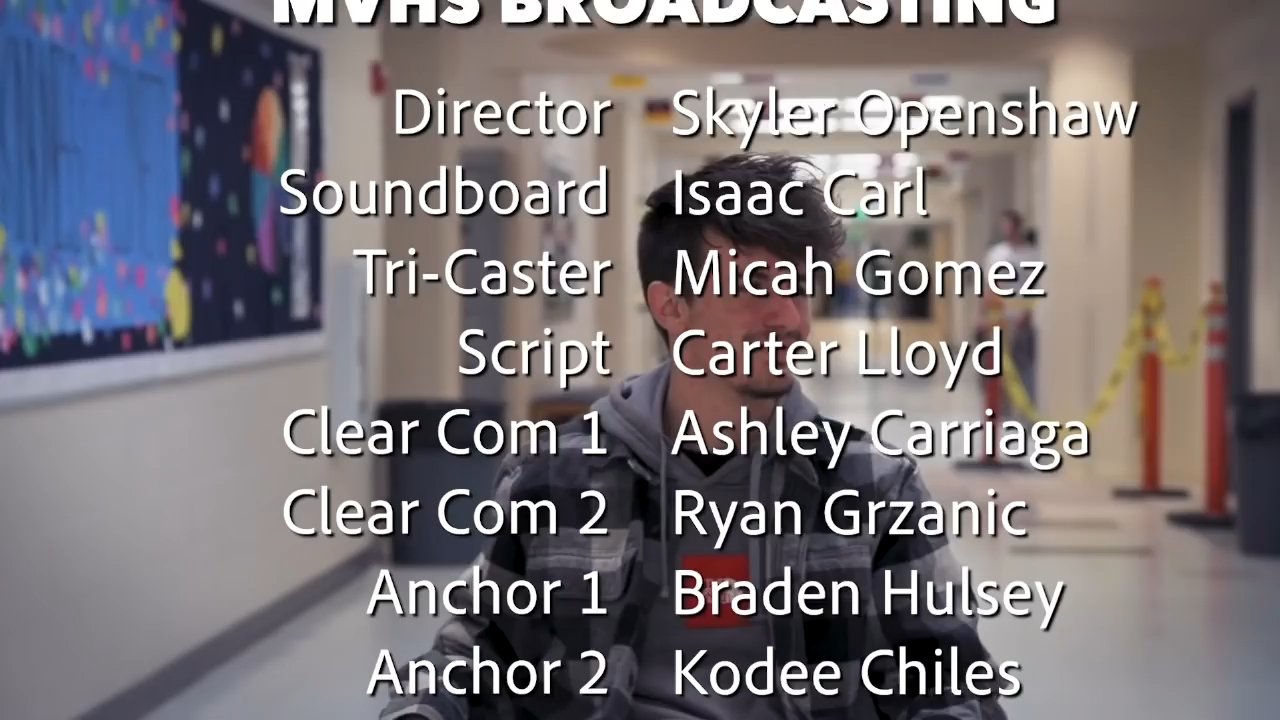 MVHS BROADCASTING
Director Skyler Openshaw
Soundboard Isaac Carl
Tri-Caster Micah Gomez
Script Carter Lloyd
Clear Com 1 Ashley Carriaga
Clear Com 2 Ryan Grzanic
Anchor 1 Braden Hulsey
Anchor 2 Kodee Chiles